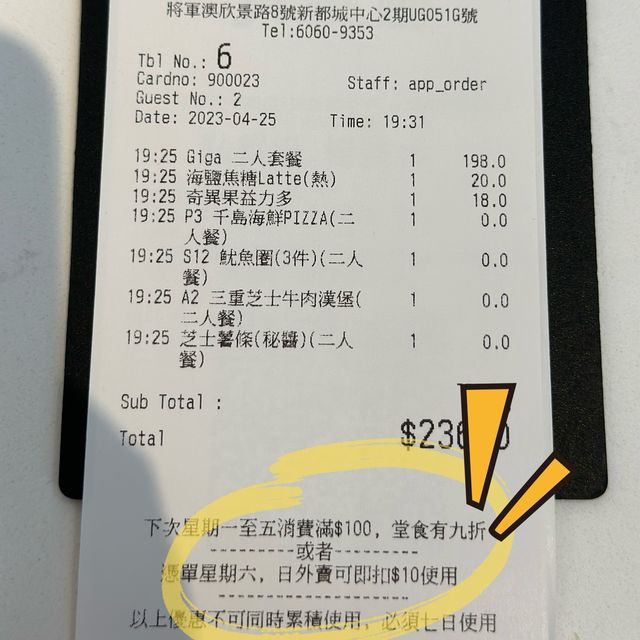 將軍澳欣景路8號新都城中心2期UG051G號
Tel:6060-9353
Tbl No.: 6
Cardno: 900023 Staff: app_order
Guest No.: 2
Date: 2023-04-25 Time: 19:31
19:25 Giga 二人套餐 1 198.0
19:25 海鹽焦糖Latte(熱) 1 20.0
19:25 奇異果益力多 1 18.0
19:25 P3 千島海鮮PIZZA(二 1 0.0
人餐)
19:25 S12 魷魚圈(3件)(二人 1 0.0
餐)
19:25 A2 三重芝士牛肉漢堡( 1 0.0
二人餐)
19:25 芝士薯條(秘醬)(二人 1 0.0
餐)
Sub Total :
Total $236.0
下次星期一至五消費滿$100, 堂食有九折
或者
憑單星期六, 日外賣可即扣$10使用
以上優惠不可同時累積使用, 必須七日使用